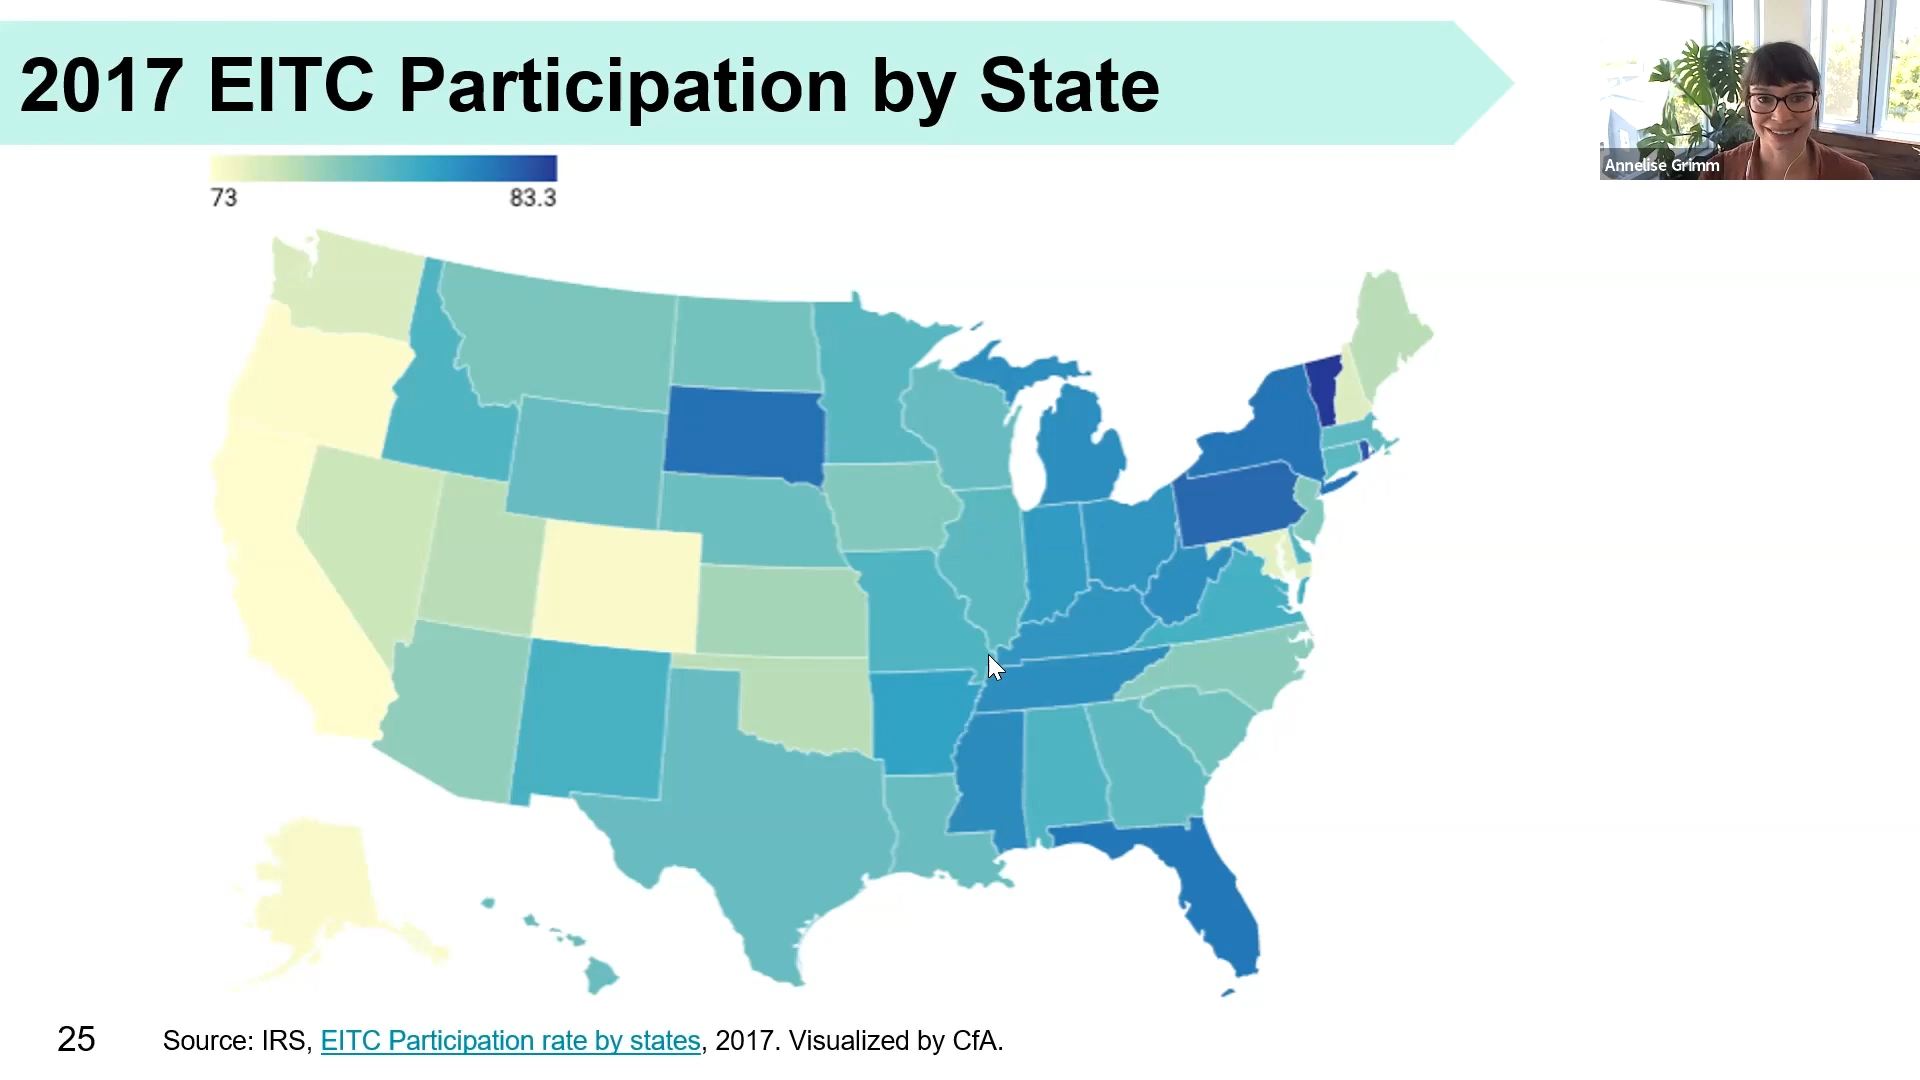 2017 EITC Participation by State
Annelise Grimm
73 83.3
25 Source: IRS, EITC Participation rate by states, 2017. Visualized by CfA.